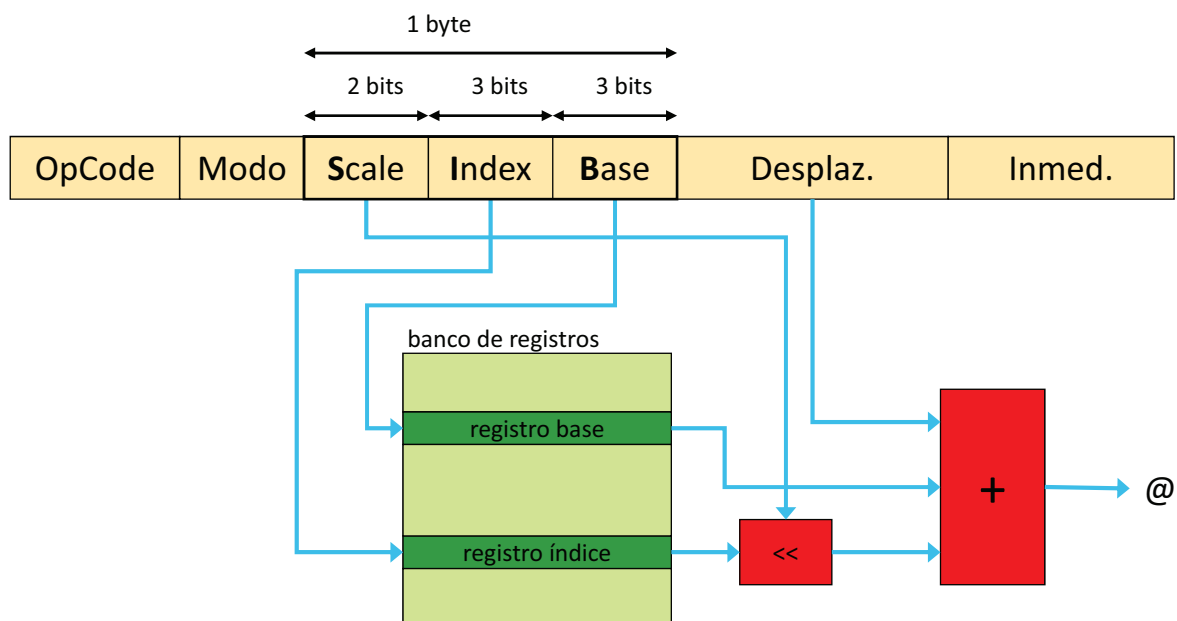 1 byte
2 bits 3 bits 3 bits
OpCode Modo Scale Index Base Desplaz. Inmed.
banco de registros
registro base
+
@
registro índice
<<